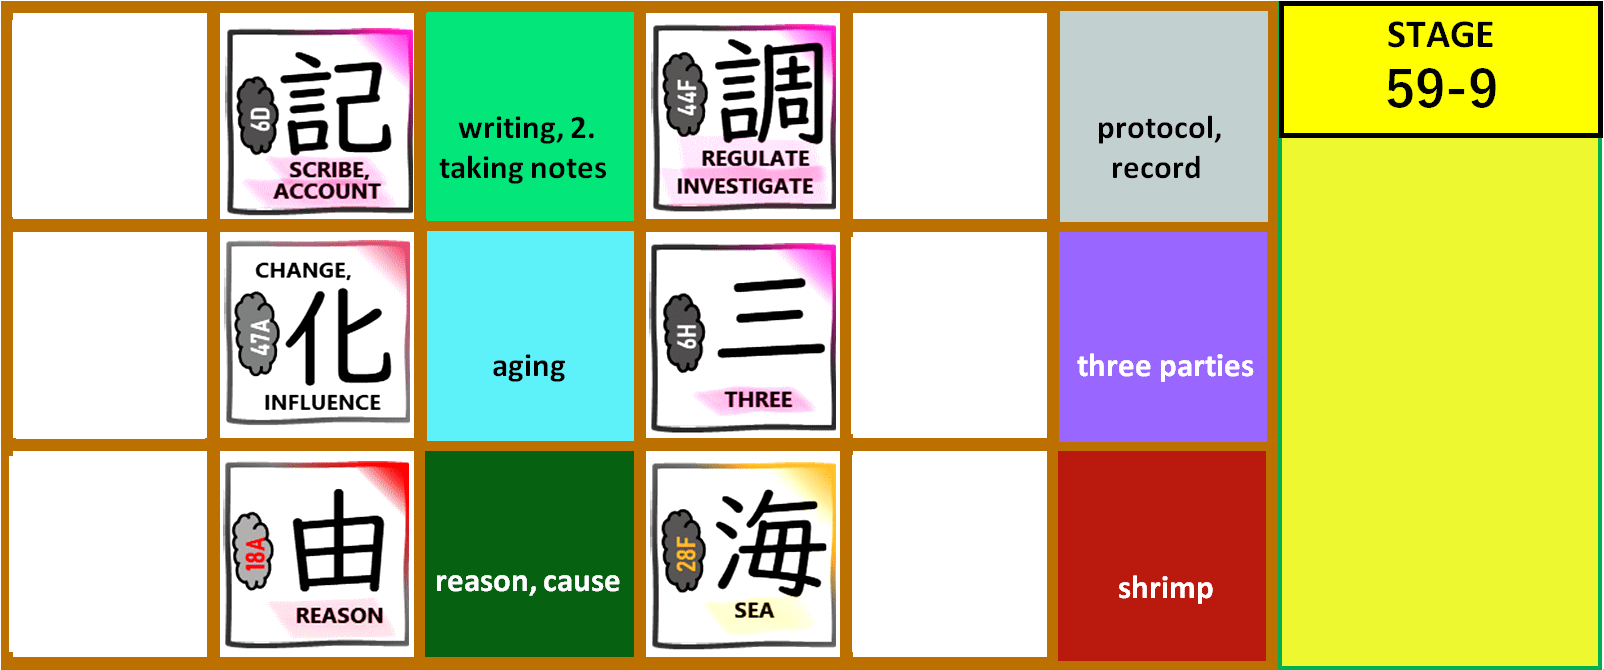 6D
記
SCRIBE,
ACCOUNT
writing, 2.
taking notes
44F
調
REGULATE
INVESTIGATE
protocol,
record
STAGE
59-9
CHANGE,
47A
化
INFLUENCE
aging
6H
三
THREE
three parties
18A
由
REASON
reason, cause
28F
海
SEA
shrimp